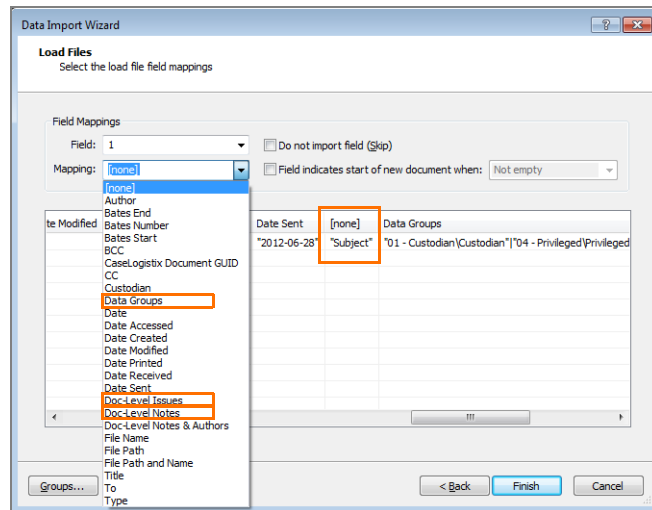 Data Import Wizard
Load Files
Select the load file field mappings
Field Mappings
Field: 1
Do not import field (Skip)
Mapping: [none]
Field indicates start of new document when: Not empty
[none]
Author
Bates End
Bates Number
Bates Start
BCC
CaseLogistix Document GUID
CC
Custodian
Data Groups
Date
Date Accessed
Date Created
Date Modified
Date Printed
Date Received
Date Sent
Doc-Level Issues
Doc-Level Notes
Doc-Level Notes & Authors
File Name
File Path
File Path and Name
Title
To
Type
te Modified Date Sent [none] Data Groups
"2012-06-28" "Subject" "01 - Custodian\Custodian"|"04 - Privileged\Privileged
Groups... < Back Finish Cancel